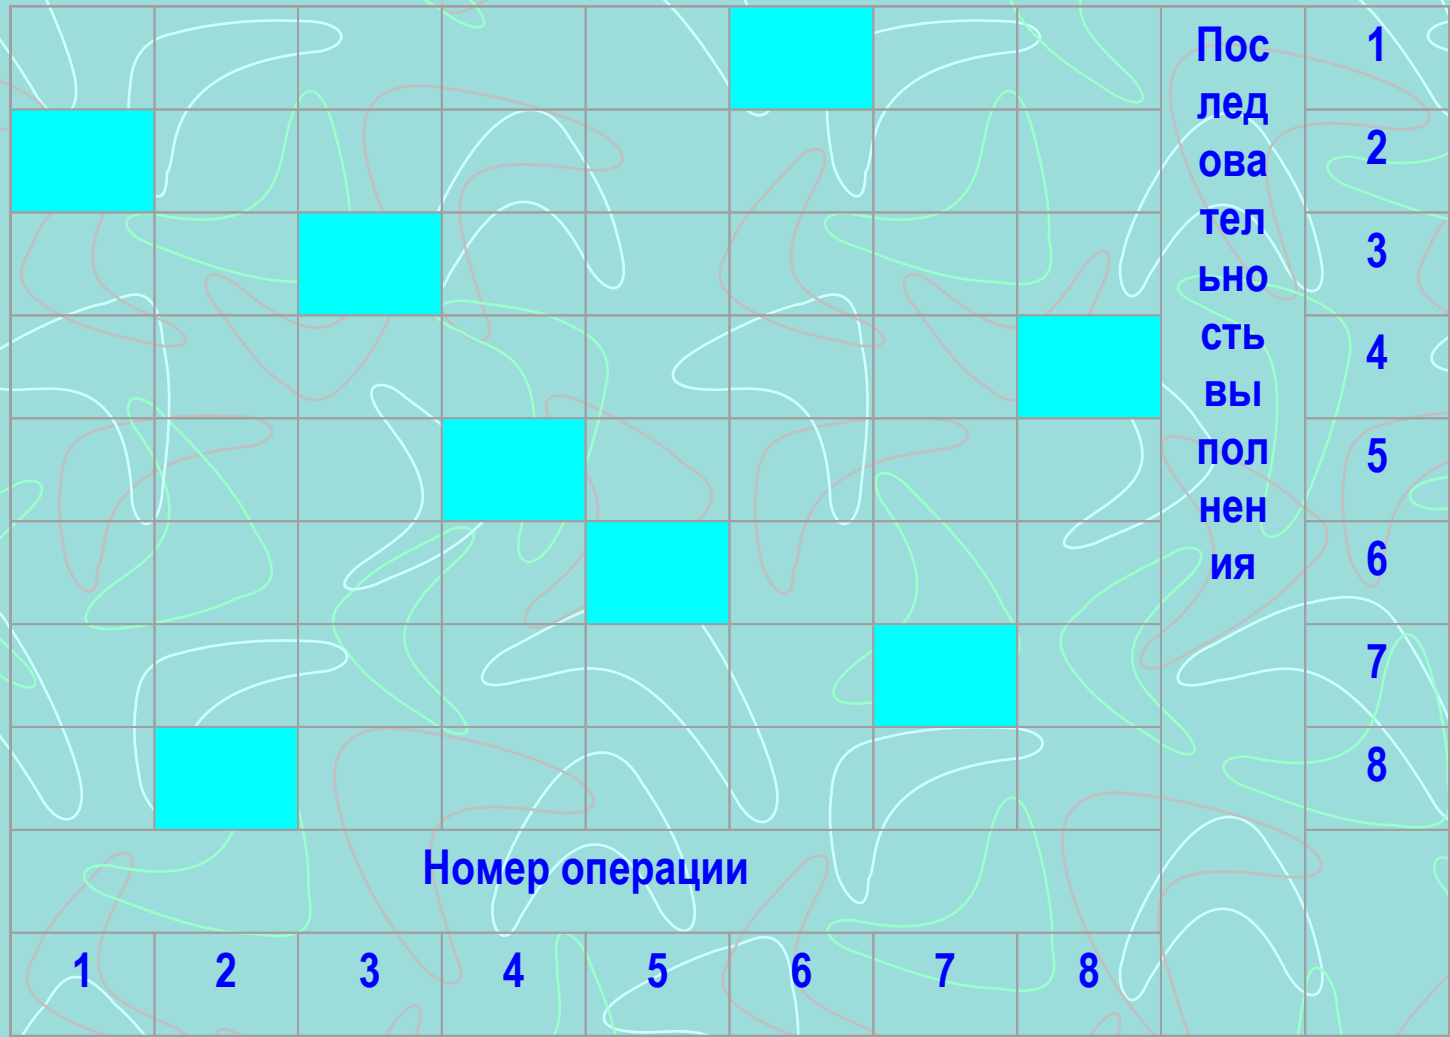 Пос
лед
ова
тел
ьно
сть
вы
пол
нен
ия
1
2
3
4
5
6
7
8
Номер операции
1 2 3 4 5 6 7 8